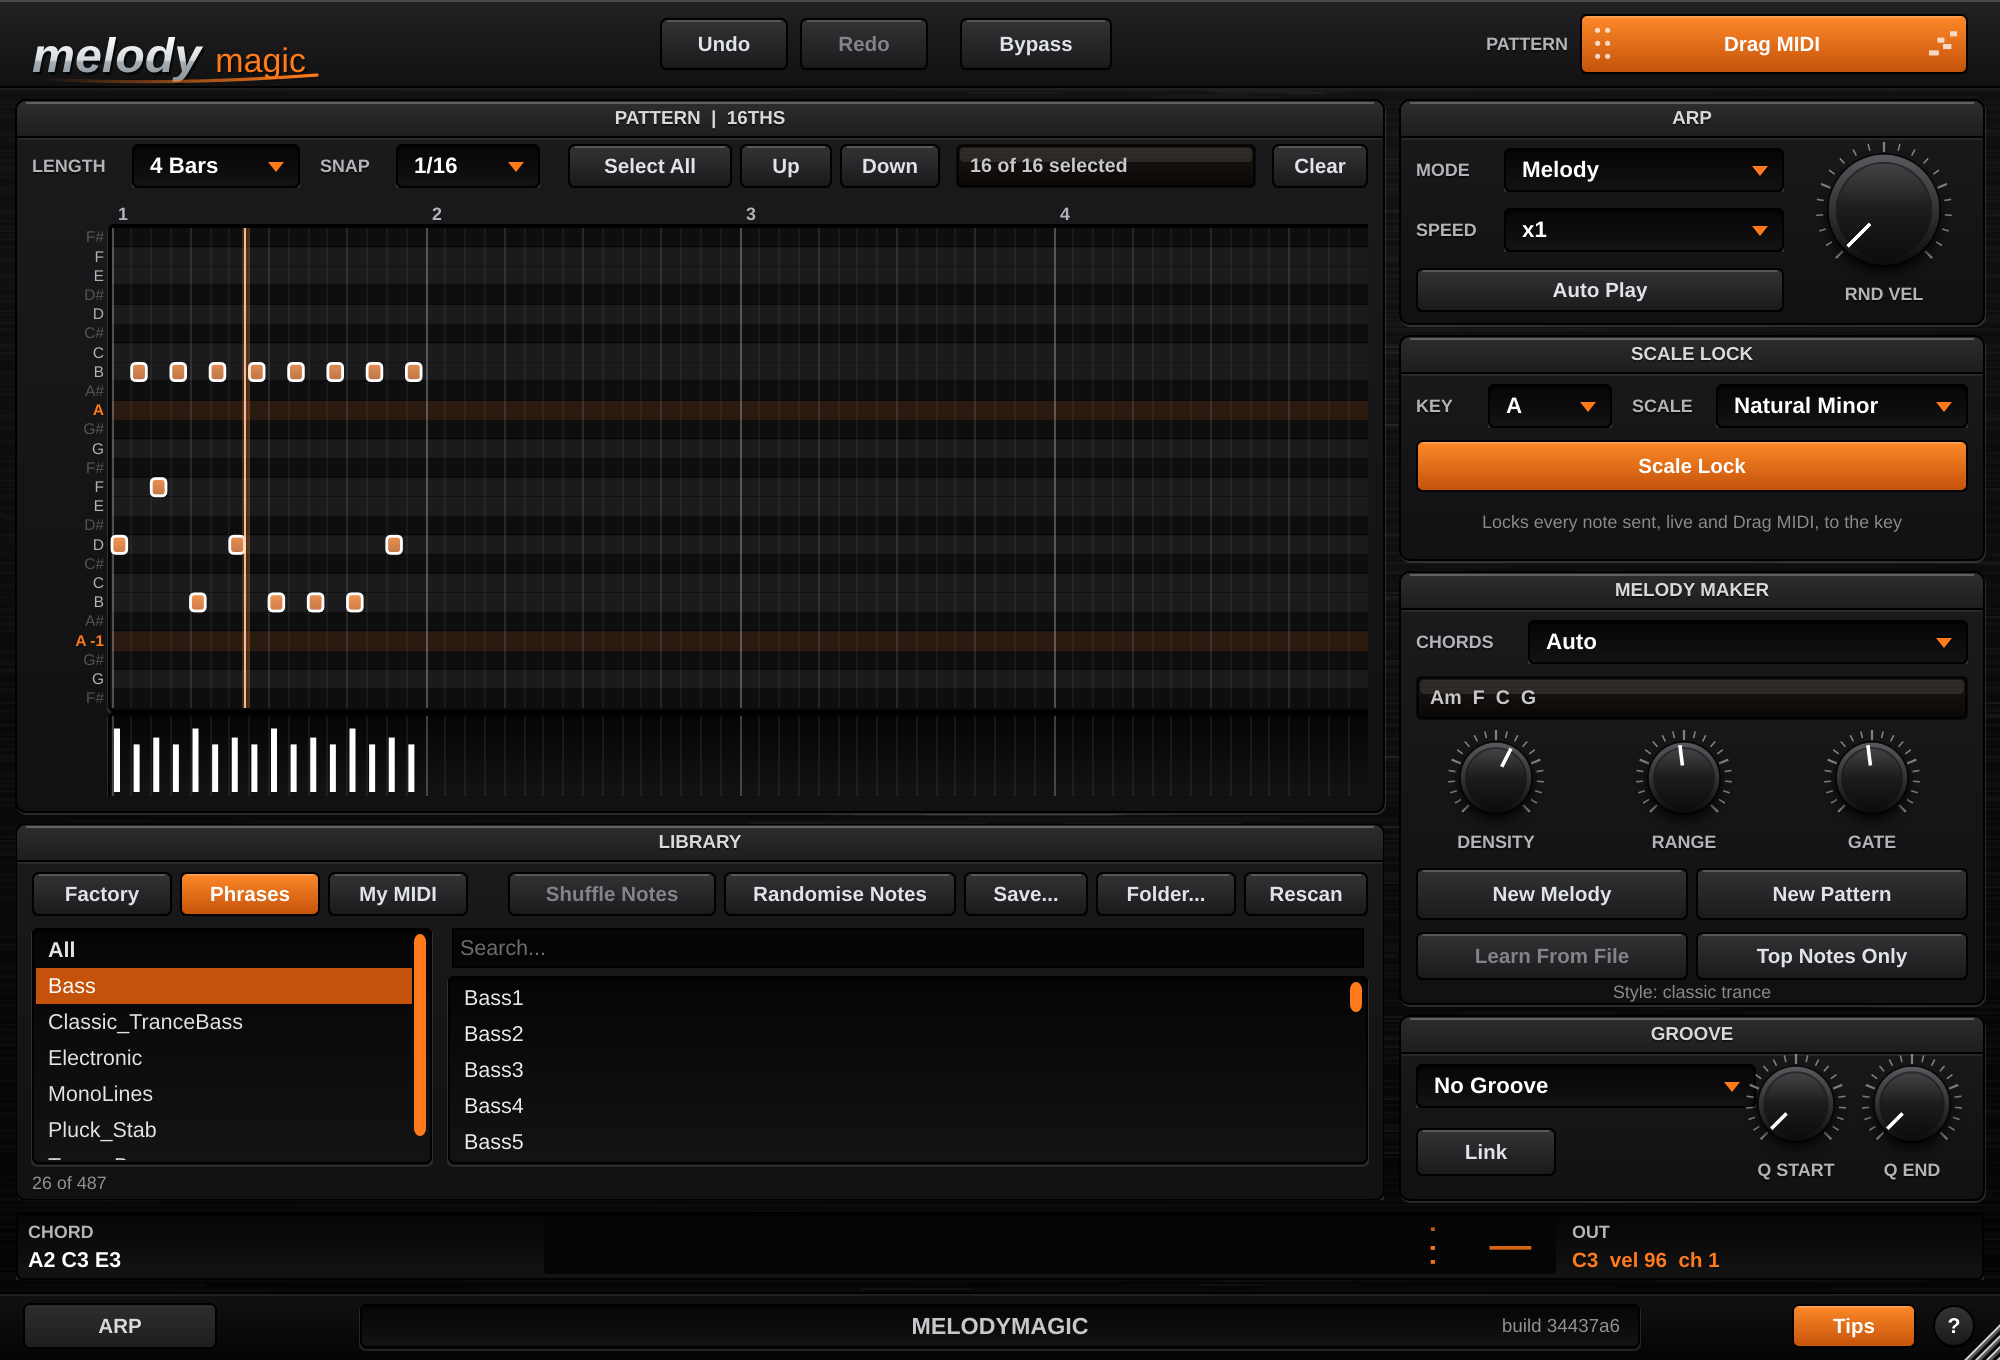 melody magic
Undo
Redo
Bypass
PATTERN
Drag MIDI
PATTERN | 16THS
LENGTH
4 Bars
SNAP
1/16
Select All
Up
Down
16 of 16 selected
Clear
1
2
3
4
F#
F
E
D#
D
C#
C
B
A#
A
G#
G
F#
F
E
D#
D
C#
C
B
A#
A -1
G#
G
F#
ARP
MODE
Melody
SPEED
x1
Auto Play
RND VEL
SCALE LOCK
KEY
A
SCALE
Natural Minor
Scale Lock
Locks every note sent, live and Drag MIDI, to the key
MELODY MAKER
CHORDS
Auto
Am F C G
DENSITY
RANGE
GATE
New Melody
New Pattern
Learn From File
Top Notes Only
Style: classic trance
LIBRARY
Factory
Phrases
My MIDI
Shuffle Notes
Randomise Notes
Save...
Folder...
Rescan
All
Bass
Classic_TranceBass
Electronic
MonoLines
Pluck_Stab
26 of 487
Search...
Bass1
Bass2
Bass3
Bass4
Bass5
GROOVE
No Groove
Link
Q START
Q END
CHORD
A2 C3 E3
OUT
C3 vel 96 ch 1
ARP
MELODYMAGIC
build 34437a6
Tips
?